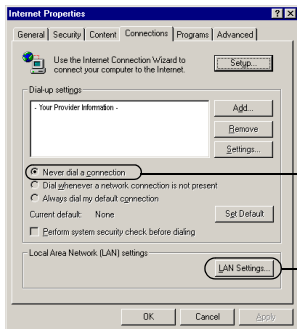 Internet Properties
General Security Content Connections Programs Advanced
Use the Internet Connection Wizard to
connect your computer to the Internet.
Setup...
Dial-up settings
- Your Provider Information -
Add...
Remove
Settings...
Never dial a connection
Dial whenever a network connection is not present
Always dial my default connection
Current default: None
Set Default
Perform system security check before dialing
Local Area Network (LAN) settings
LAN Settings...
OK Cancel Apply